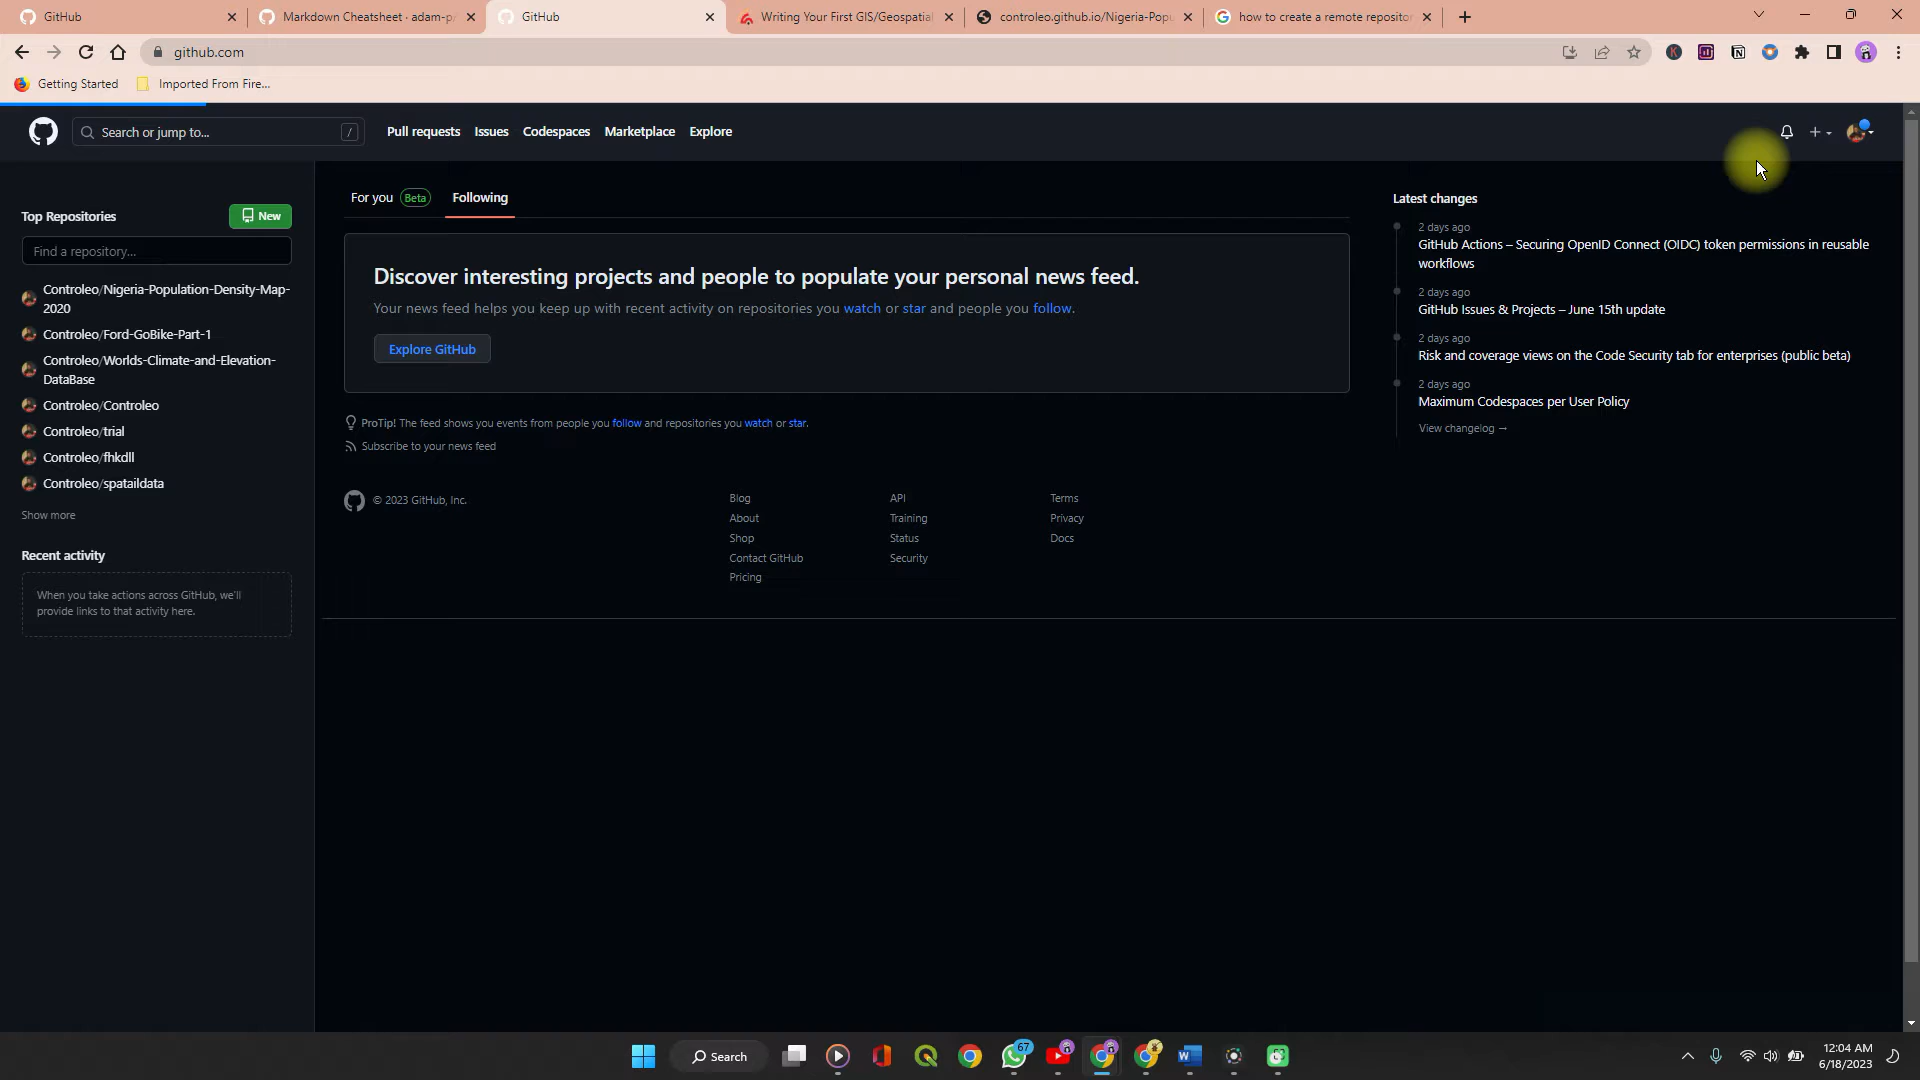 GitHub
Markdown Cheatsheet · adam-p/
GitHub
Writing Your First GIS/Geospatial
controleo.github.io/Nigeria-Popu
how to create a remote repositor
github.com
Getting Started
Imported From Fire...
Search or jump to...
/
Pull requests
Issues
Codespaces
Marketplace
Explore
Top Repositories
New
Find a repository...
Controleo/Nigeria-Population-Density-Map-
2020
Controleo/Ford-GoBike-Part-1
Controleo/Worlds-Climate-and-Elevation-
DataBase
Controleo/Controleo
Controleo/trial
Controleo/fhkdll
Controleo/spataildata
Show more
Recent activity
When you take actions across GitHub, we'll
provide links to that activity here.
For you Beta
Following
Discover interesting projects and people to populate your personal news feed.
Your news feed helps you keep up with recent activity on repositories you watch or star and people you follow.
Explore GitHub
ProTip! The feed shows you events from people you follow and repositories you watch or star.
Subscribe to your news feed
© 2023 GitHub, Inc.
Blog
About
Shop
Contact GitHub
Pricing
API
Training
Status
Security
Terms
Privacy
Docs
Latest changes
2 days ago
GitHub Actions – Securing OpenID Connect (OIDC) token permissions in reusable
workflows
2 days ago
GitHub Issues & Projects – June 15th update
2 days ago
Risk and coverage views on the Code Security tab for enterprises (public beta)
2 days ago
Maximum Codespaces per User Policy
View changelog →
Search
67
12:04 AM
6/18/2023